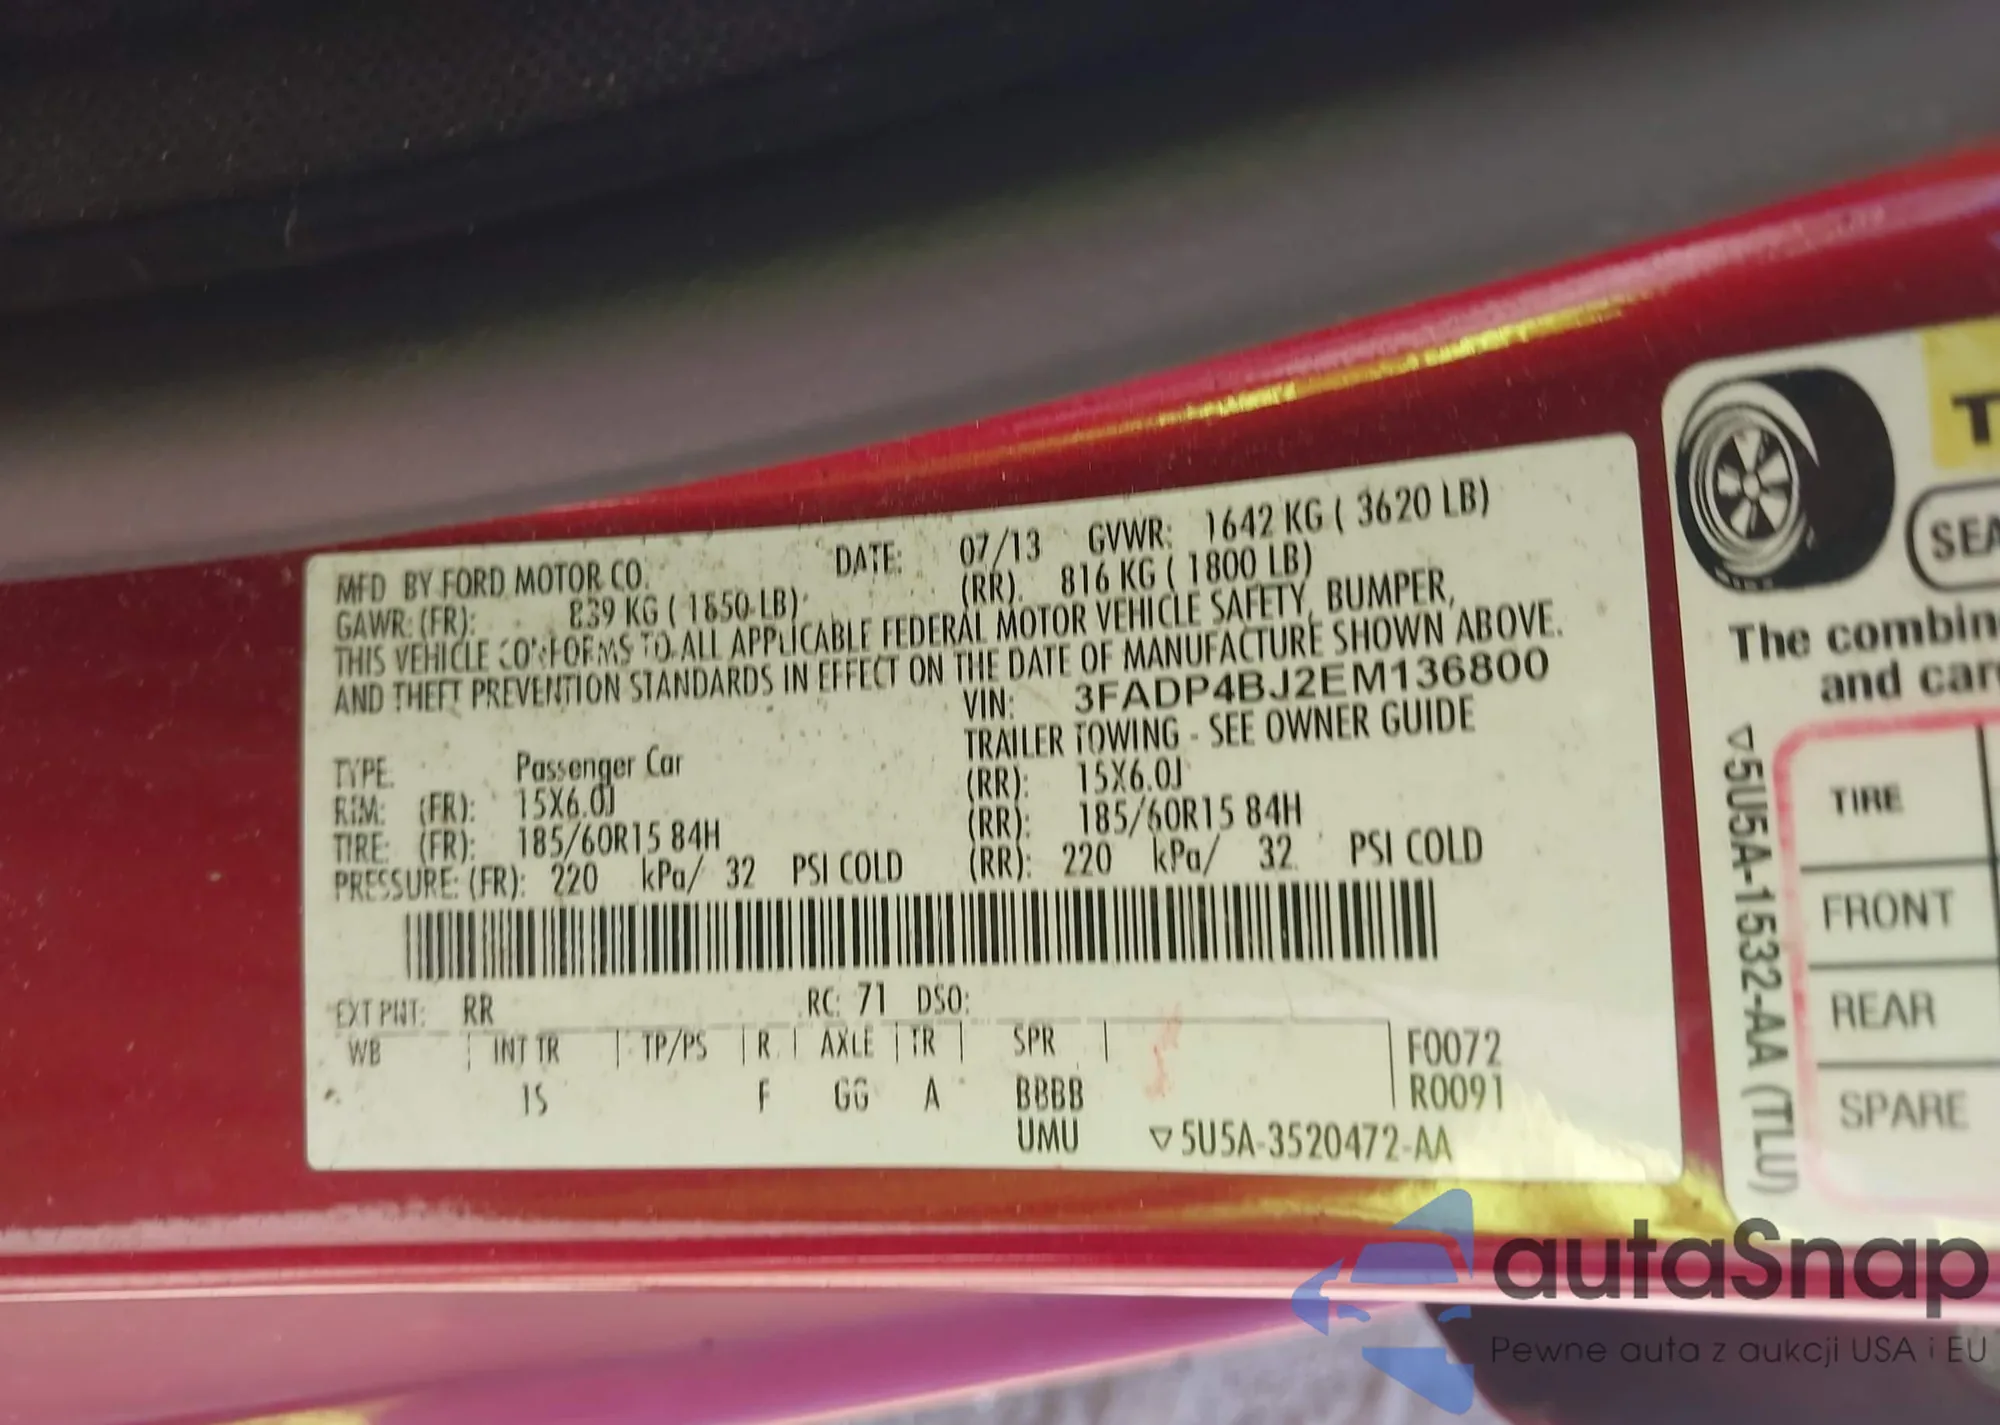 MFD BY FORD MOTOR CO. DATE: 07/13 GVWR: 1642 KG ( 3620 LB)
GAWR: (FR): 839 KG ( 1850 LB) (RR). 816 KG ( 1800 LB)
THIS VEHICLE CONFORMS TO ALL APPLICABLE FEDERAL MOTOR VEHICLE SAFETY, BUMPER,
AND THEFT PREVENTION STANDARDS IN EFFECT ON THE DATE OF MANUFACTURE SHOWN ABOVE.
VIN: 3FADP4BJ2EM136800
TRAILER TOWING - SEE OWNER GUIDE
TYPE: Passenger Car
RIM: (FR): 15X6.0J (RR): 15X6.0J
TIRE: (FR): 185/60R15 84H (RR): 185/60R15 84H
PRESSURE: (FR): 220 kPa/ 32 PSI COLD (RR): 220 kPa/ 32 PSI COLD
EXT PNT: RR RC: 71 DSO:
WB | INT TR | TP/PS | R | AXLE | TR | SPR | F0072
IS F GG A BBBB R0091
UMU ▽5U5A-3520472-AA
T
SEA
The combin
and car
▽5U5A-1532-AA (TLU)
TIRE
FRONT
REAR
SPARE
autaSnap
Pewne auta z aukcji USA i EU